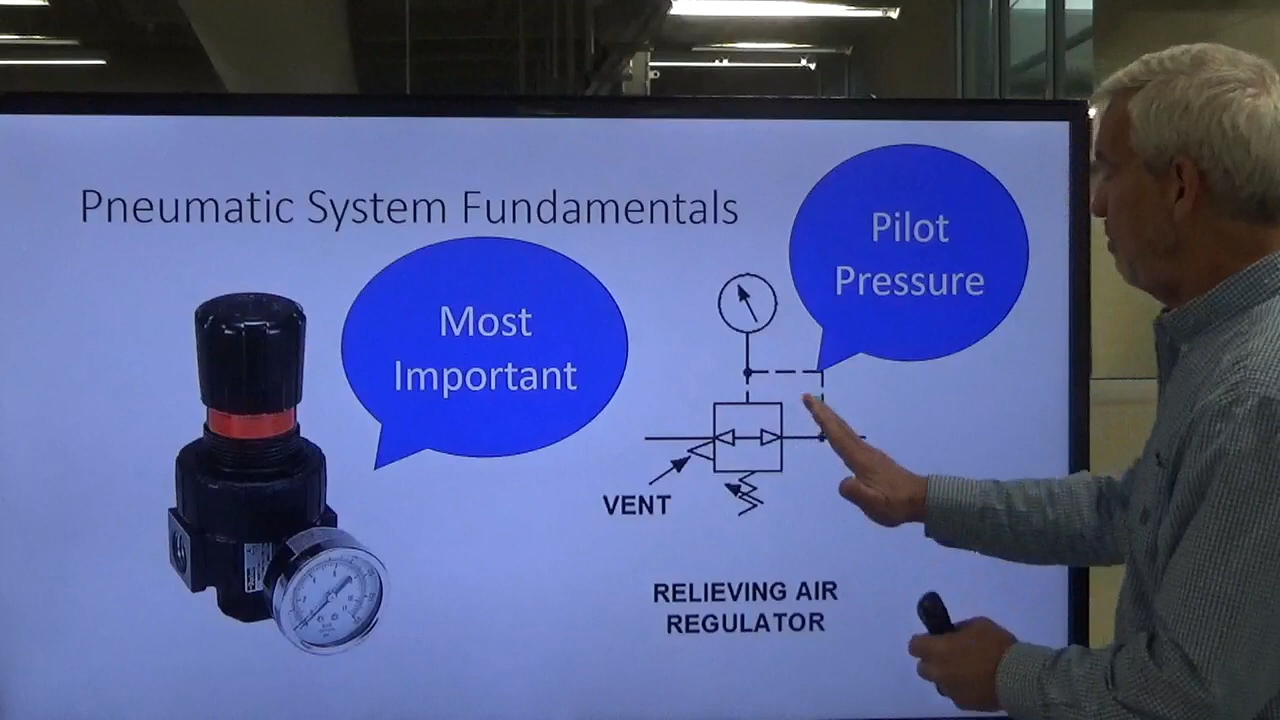 Pneumatic System Fundamentals
Most
Important
Pilot
Pressure
VENT
RELIEVING AIR
REGULATOR